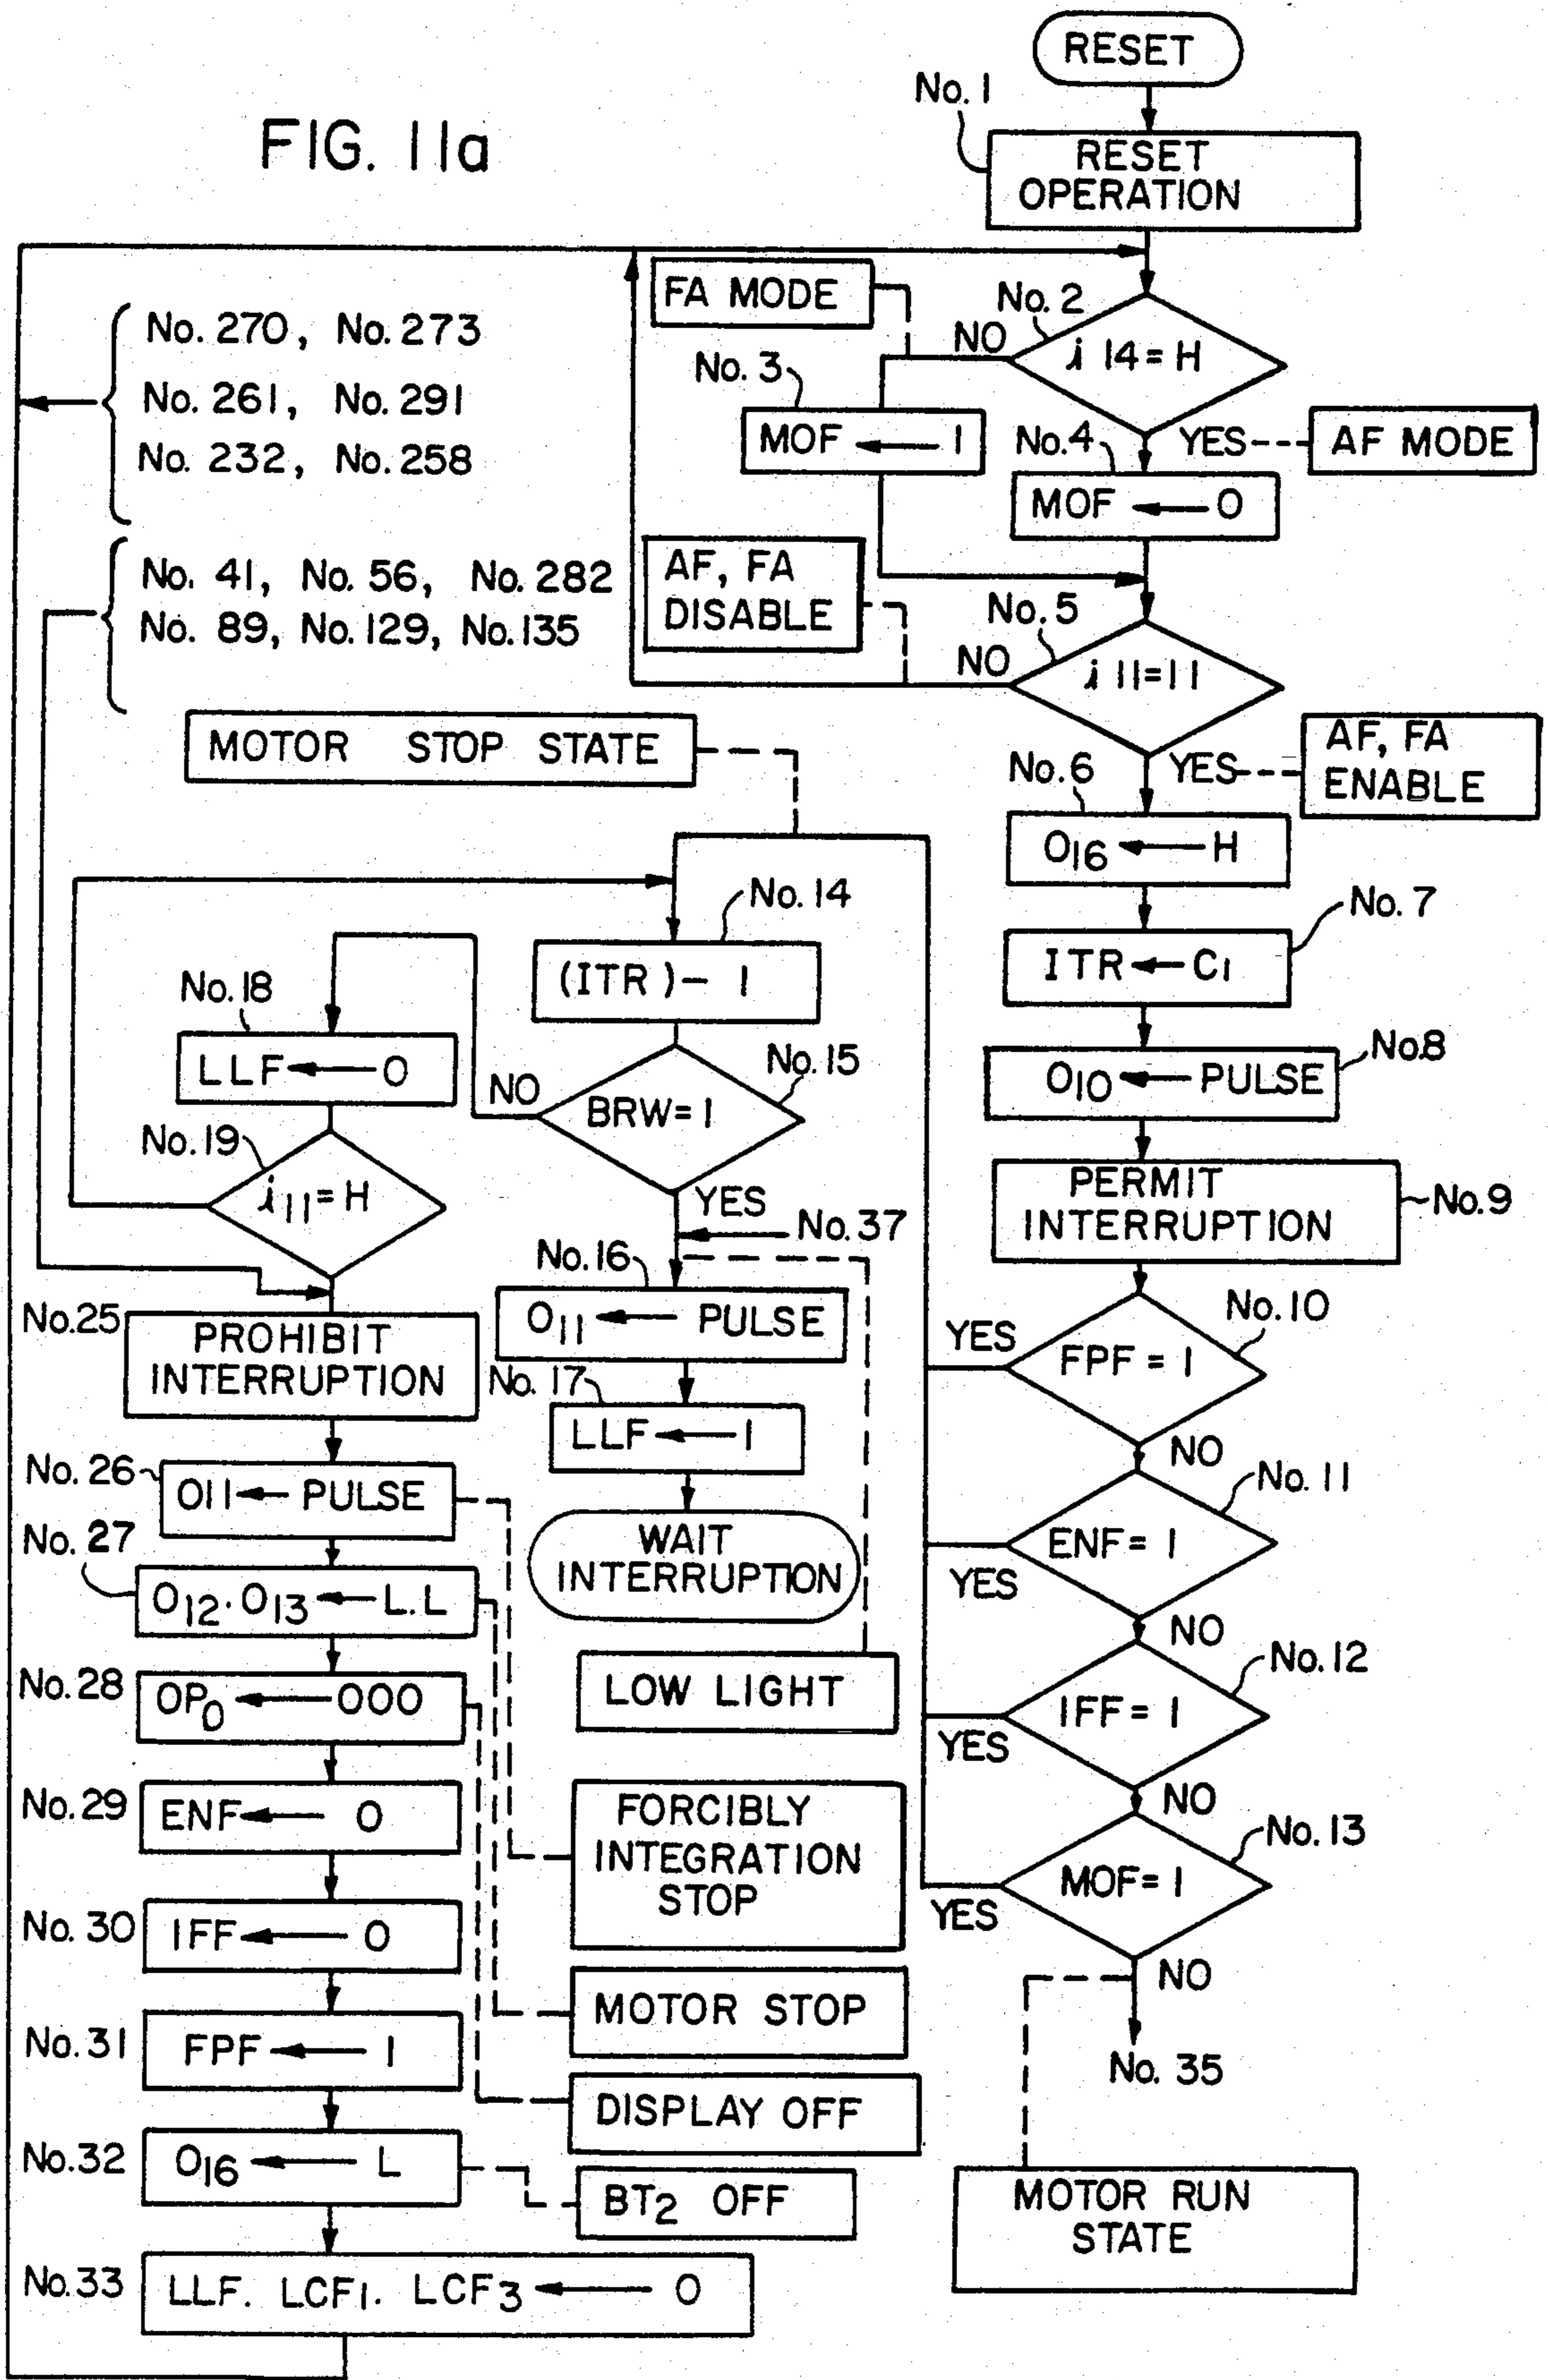 FIG. 11a
RESET
No. 1
RESET
OPERATION
FA MODE
No. 2
i 14 = H
NO
No. 3
MOF ← 1
YES
AF MODE
No. 4
MOF ← 0
No. 270, No. 273
No. 261, No. 291
No. 232, No. 258
No. 41, No. 56, No. 282
No. 89, No. 129, No. 135
AF, FA
DISABLE
No. 5
i 11=11
NO
YES
AF, FA
ENABLE
MOTOR STOP STATE
No. 6
O16 ← H
No. 7
ITR ← C1
No.8
O10 ← PULSE
PERMIT
INTERRUPTION
No. 9
No. 10
FPF = 1
YES
NO
No. 11
ENF = 1
YES
NO
No. 12
IFF = 1
YES
NO
No. 13
MOF= 1
YES
NO
No. 35
MOTOR RUN
STATE
No. 14
(ITR) - 1
No. 15
BRW= 1
NO
YES
No. 37
No. 16
O11 ← PULSE
No. 17
LLF ← 1
WAIT
INTERRUPTION
LOW LIGHT
No. 18
LLF ← 0
No. 19
i11 = H
No. 25
PROHIBIT
INTERRUPTION
No. 26
O11 ← PULSE
No. 27
O12 · O13 ← L.L
No. 28
OP0 ← 000
No. 29
ENF ← 0
No. 30
IFF ← 0
No. 31
FPF ← 1
No. 32
O16 ← L
No. 33
LLF. LCF1. LCF3 ← 0
FORCIBLY
INTEGRATION
STOP
MOTOR STOP
DISPLAY OFF
BT2 OFF